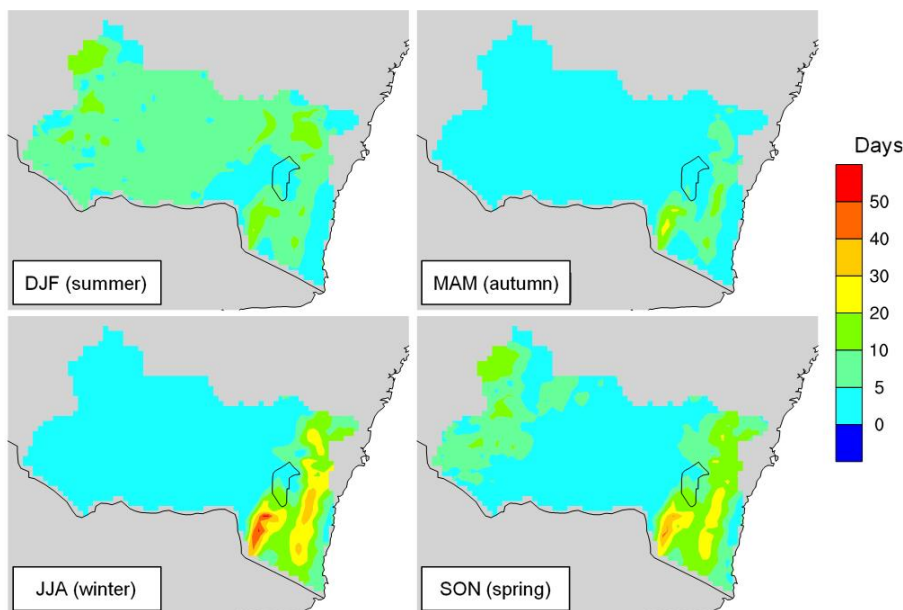 DJF (summer)
MAM (autumn)
JJA (winter)
SON (spring)
Days
50
40
30
20
10
5
0